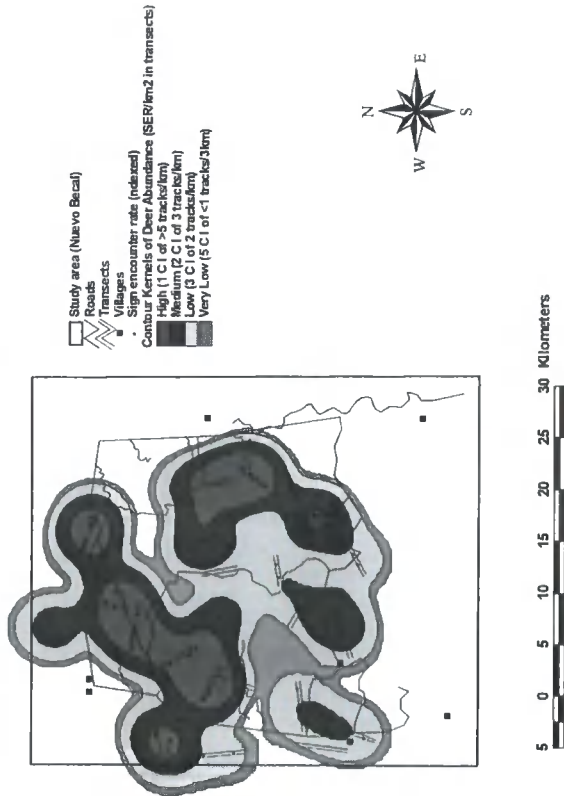 Study area (Nuevo Becal)
Roads
Transects
Villages
Sign encounter rate (ndexed)
Contour Kernels of Deer Abundance (SER/km2 in transects)
High (1 C I of >5 tracks/km)
Medium (2 C I of 3 tracks/km)
Low (3 C I of 2 tracks/km)
Very Low (5 C I of <1 tracks/3km)
N
W E
S
5 0 5 10 15 20 25 30 Kilometers